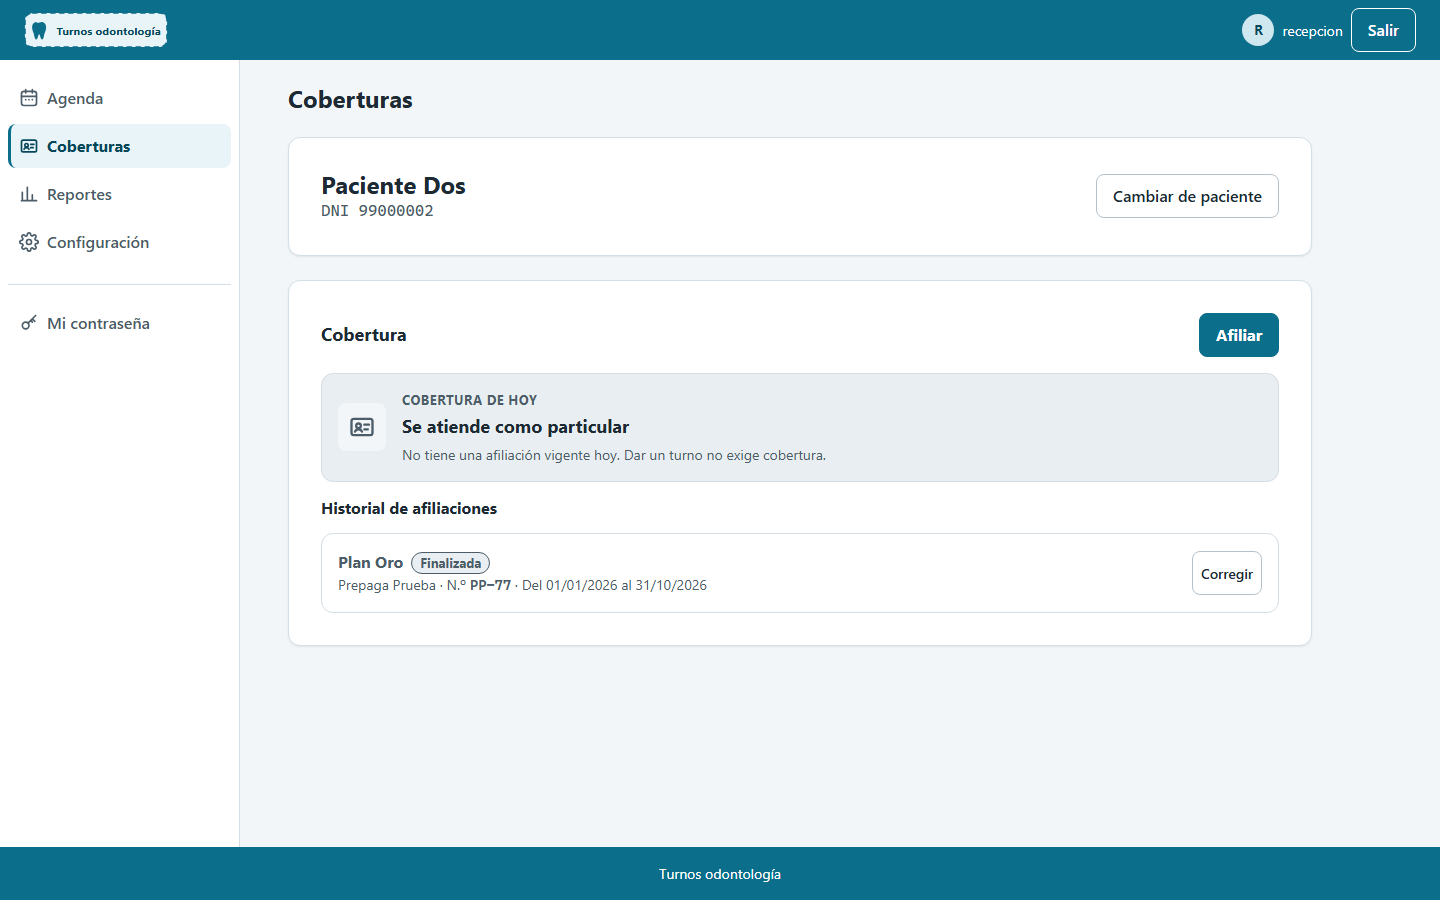 Turnos odontología
R
recepcion
Salir
Agenda
Coberturas
Reportes
Configuración
Mi contraseña
Coberturas
Paciente Dos
DNI 99000002
Cambiar de paciente
Cobertura
Afiliar
COBERTURA DE HOY
Se atiende como particular
No tiene una afiliación vigente hoy. Dar un turno no exige cobertura.
Historial de afiliaciones
Plan Oro Finalizada
Prepaga Prueba · N.º PP-77 · Del 01/01/2026 al 31/10/2026
Corregir
Turnos odontología